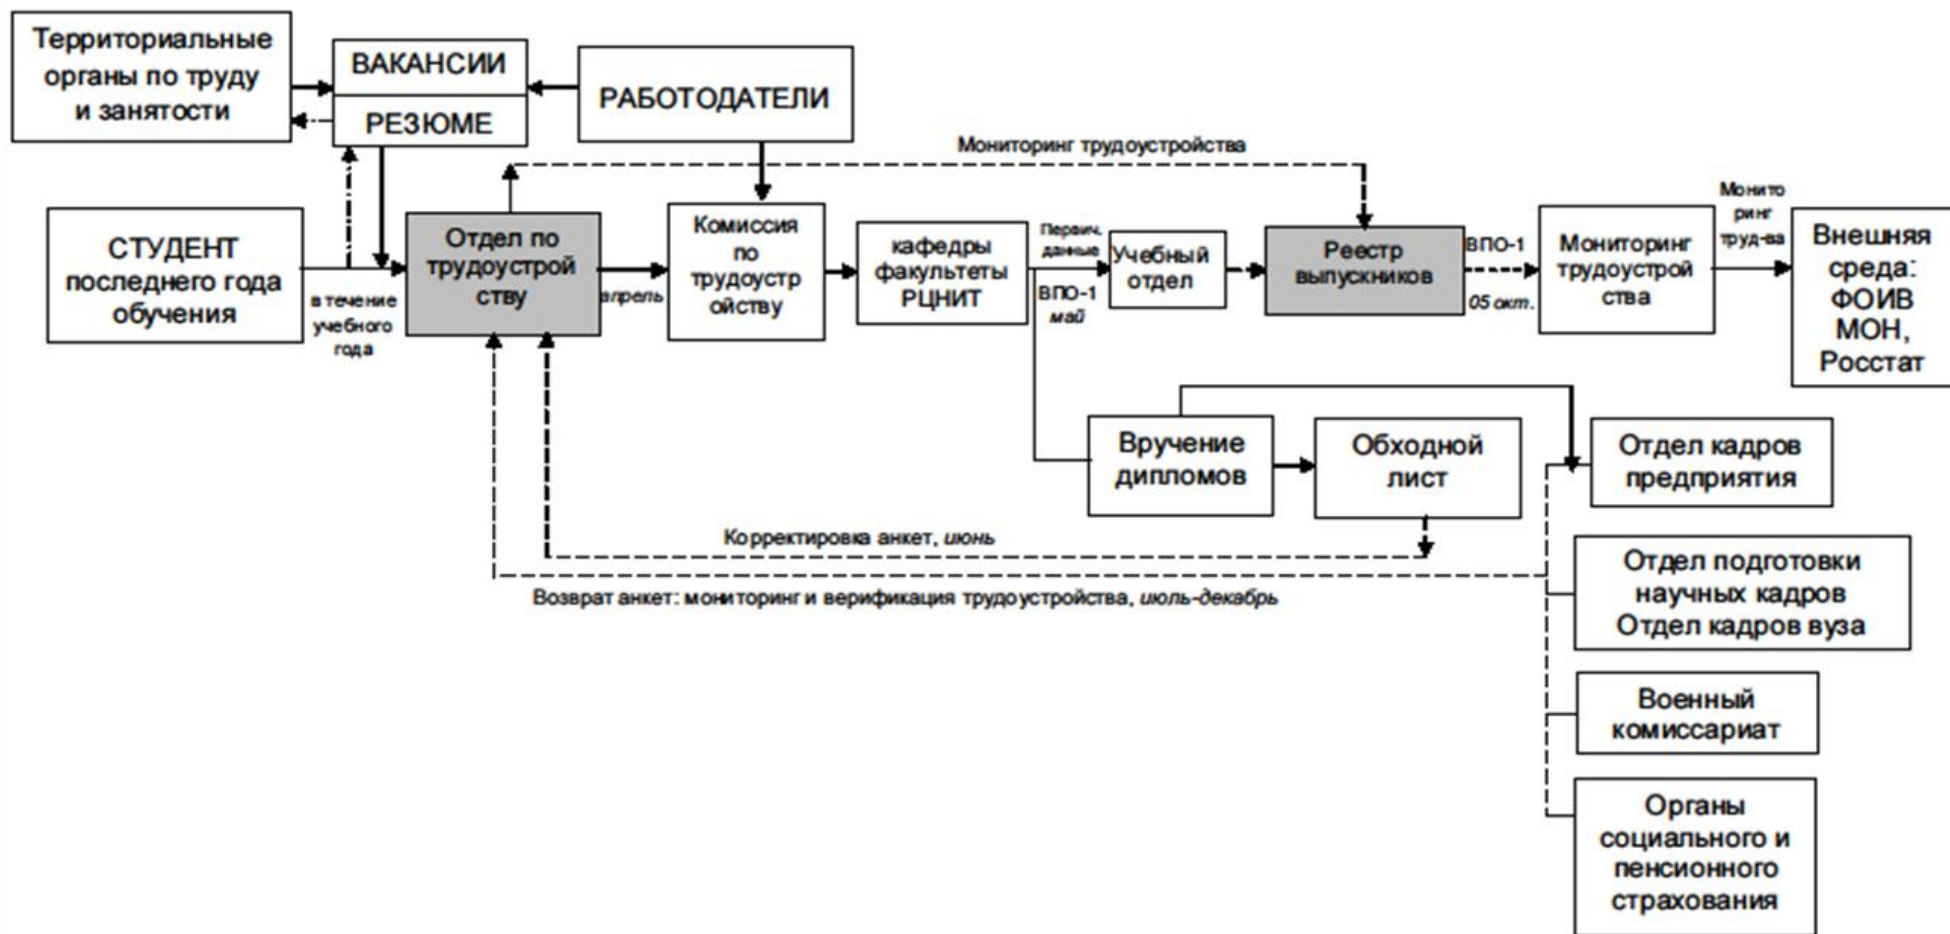 Территориальные
органы по труду
и занятости
ВАКАНСИИ
РЕЗЮМЕ
РАБОТОДАТЕЛИ
Мониторинг трудоустройства
СТУДЕНТ
последнего года
обучения
в течение
учебного
года
Отдел по
трудоустрой
ству
апрель
Комиссия
по
трудоустр
ойству
кафедры
факультеты
РЦНИТ
Первич.
данные
ВПО-1
май
Учебный
отдел
Реестр
выпускников
ВПО-1
05 окт.
Мониторинг
трудоустрой
ства
Монито
ринг
труд-ва
Внешняя
среда:
ФОИВ
МОН,
Росстат
Вручение
дипломов
Обходной
лист
Отдел кадров
предприятия
Корректировка анкет, июнь
Возврат анкет: мониторинг и верификация трудоустройства, июль-декабрь
Отдел подготовки
научных кадров
Отдел кадров вуза
Военный
комиссариат
Органы
социального и
пенсионного
страхования